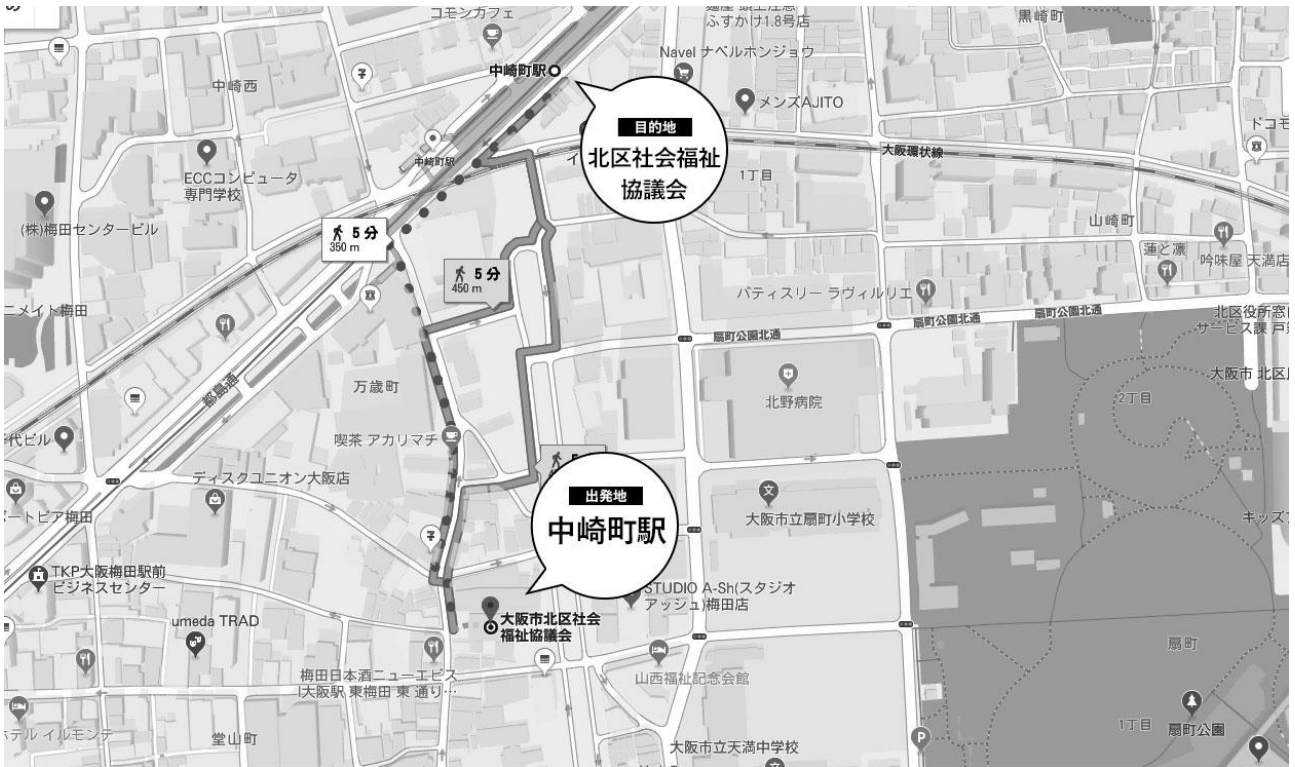 コモンカフェ
ふすかけ1.8号店
黒崎町
Navel ナベルホンジョウ
中崎町駅
中崎西
メンズAJITO
目的地
北区社会福祉
協議会
ドコモ
中崎町駅
大阪環状線
ECCコンピュータ
専門学校
1丁目
(株)梅田センタービル
山崎町
5分
350 m
蓮と凛
吟味屋 天満店
5分
450 m
パティスリー ラヴィルリエ
ニメイト梅田
扇町公園北通
扇町公園北通
扇町公園北通
北区役所窓口
サービス課
大阪市 北区
都島通
万歳町
北野病院
2丁目
喫茶 アカリマチ
代ビル
ディスクユニオン大阪店
出発地
中崎町駅
大阪市立扇町小学校
ートピア梅田
キッズ
TKP大阪梅田駅前
ビジネスセンター
STUDIO A-Sh(スタジオ
アッシュ)梅田店
umeda TRAD
大阪市北区社会
福祉協議会
扇町
梅田日本酒ニューエビス
大阪駅 東梅田 東 通り…
山西福祉記念会館
ホテル イルモンテ
堂山町
1丁目
扇町公園
P
大阪市立天満中学校